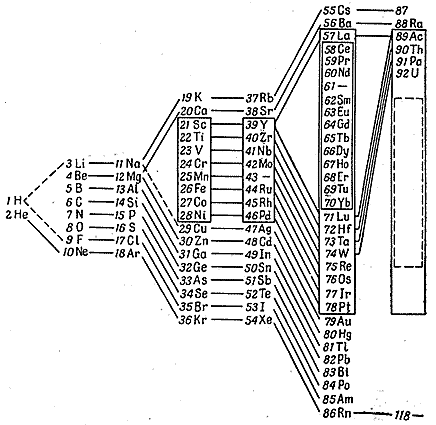 1 H
2 He
3 Li
4 Be
5 B
6 C
7 N
8 O
9 F
10 Ne
11 Na
12 Mg
13 Al
14 Si
15 P
16 S
17 Cl
18 Ar
19 K
20 Ca
21 Sc
22 Ti
23 V
24 Cr
25 Mn
26 Fe
27 Co
28 Ni
29 Cu
30 Zn
31 Ga
32 Ge
33 As
34 Se
35 Br
36 Kr
37 Rb
38 Sr
39 Y
40 Zr
41 Nb
42 Mo
43 —
44 Ru
45 Rh
46 Pd
47 Ag
48 Cd
49 In
50 Sn
51 Sb
52 Te
53 I
54 Xe
55 Cs
56 Ba
57 La
58 Ce
59 Pr
60 Nd
61 —
62 Sm
63 Eu
64 Gd
65 Tb
66 Dy
67 Ho
68 Er
69 Tu
70 Yb
71 Lu
72 Hf
73 Ta
74 W
75 Re
76 Os
77 Ir
78 Pt
79 Au
80 Hg
81 Tl
82 Pb
83 Bi
84 Po
85 Am
86 Rn
87
88 Ra
89 Ac
90 Th
91 Pa
92 U
118 —